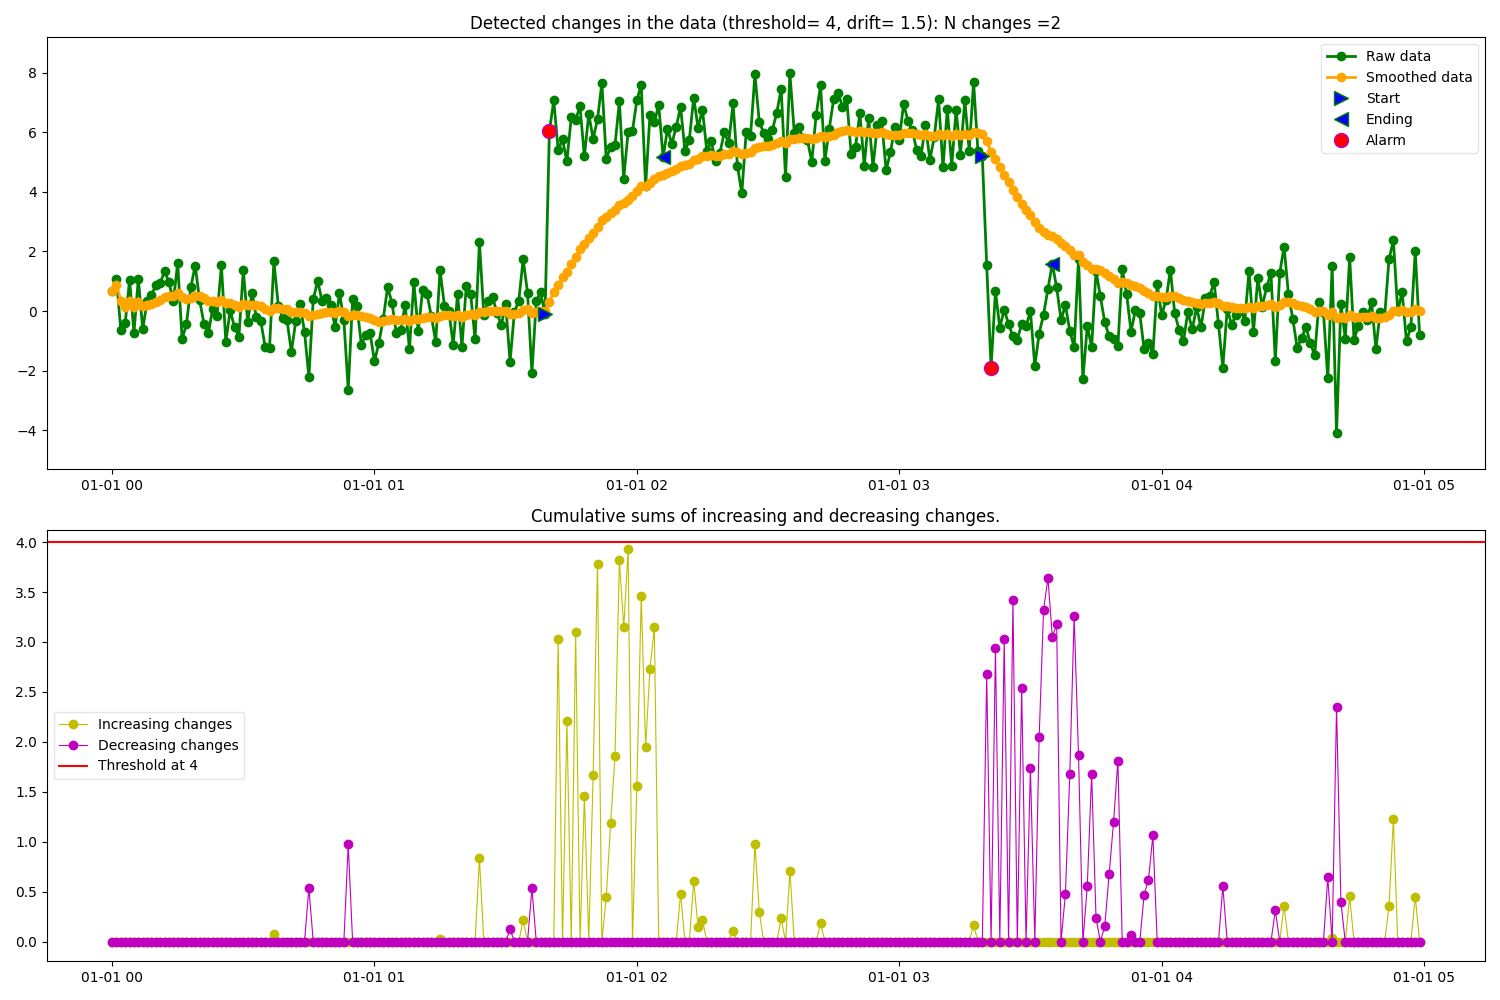 Detected changes in the data (threshold= 4, drift= 1.5): N changes =2
8
6
4
2
0
−2
−4
Raw data
Smoothed data
Start
Ending
Alarm
01-01 00
01-01 01
01-01 02
01-01 03
01-01 04
01-01 05
Cumulative sums of increasing and decreasing changes.
4.0
3.5
3.0
2.5
2.0
1.5
1.0
0.5
0.0
Increasing changes
Decreasing changes
Threshold at 4
01-01 00
01-01 01
01-01 02
01-01 03
01-01 04
01-01 05